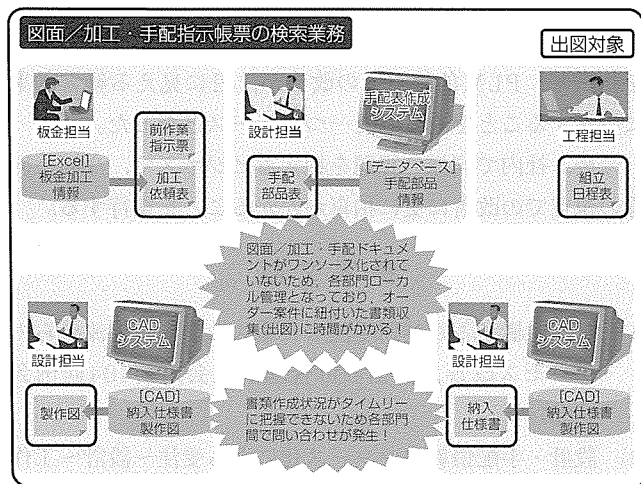 図面／加工・手配指示帳票の検索業務
出図対象
板金担当
[Excel]
板金加工
情報
前作業
指示票
加工
依頼表
設計担当
手配表作成
システム
手配
部品表
[データベース]
手配部品
情報
工程担当
組立
日程表
図面／加工・手配ドキュメ
ントがワンソース化されて
いないため、各部門ローカ
ル管理となっており、オー
ダー案件に紐付いた書類収
集(出図)に時間がかかる！
設計担当
CAD
システム
製作図
[CAD]
納入仕様書
製作図
書類作成状況がタイムリー
に把握できないため各部門
間で問い合わせが発生！
設計担当
CAD
システム
納入
仕様書
[CAD]
納入仕様書
製作図